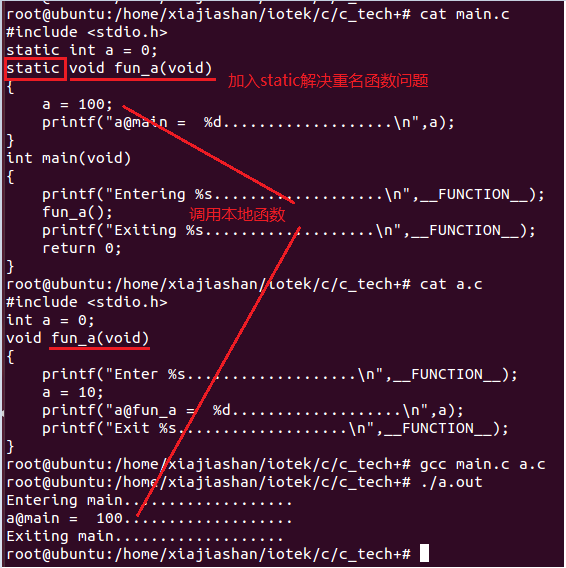 root@ubuntu:/home/xiajiashan/iotek/c/c_tech+# cat main.c
#include <stdio.h>
static int a = 0;
static void fun_a(void)
加入static解决重名函数问题
{
    a = 100;
    printf("a@main =  %d...................\n",a);
}
int main(void)
{
    printf("Entering %s...................\n",__FUNCTION__);
    fun_a();
调用本地函数
    printf("Exiting %s...................\n",__FUNCTION__);
    return 0;
}
root@ubuntu:/home/xiajiashan/iotek/c/c_tech+# cat a.c
#include <stdio.h>
int a = 0;
void fun_a(void)
{
    printf("Enter %s...................\n",__FUNCTION__);
    a = 10;
    printf("a@fun_a =  %d...................\n",a);
    printf("Exit %s...................\n",__FUNCTION__);
}
root@ubuntu:/home/xiajiashan/iotek/c/c_tech+# gcc main.c a.c
root@ubuntu:/home/xiajiashan/iotek/c/c_tech+# ./a.out
Entering main...................
a@main =  100...................
Exiting main...................
root@ubuntu:/home/xiajiashan/iotek/c/c_tech+#